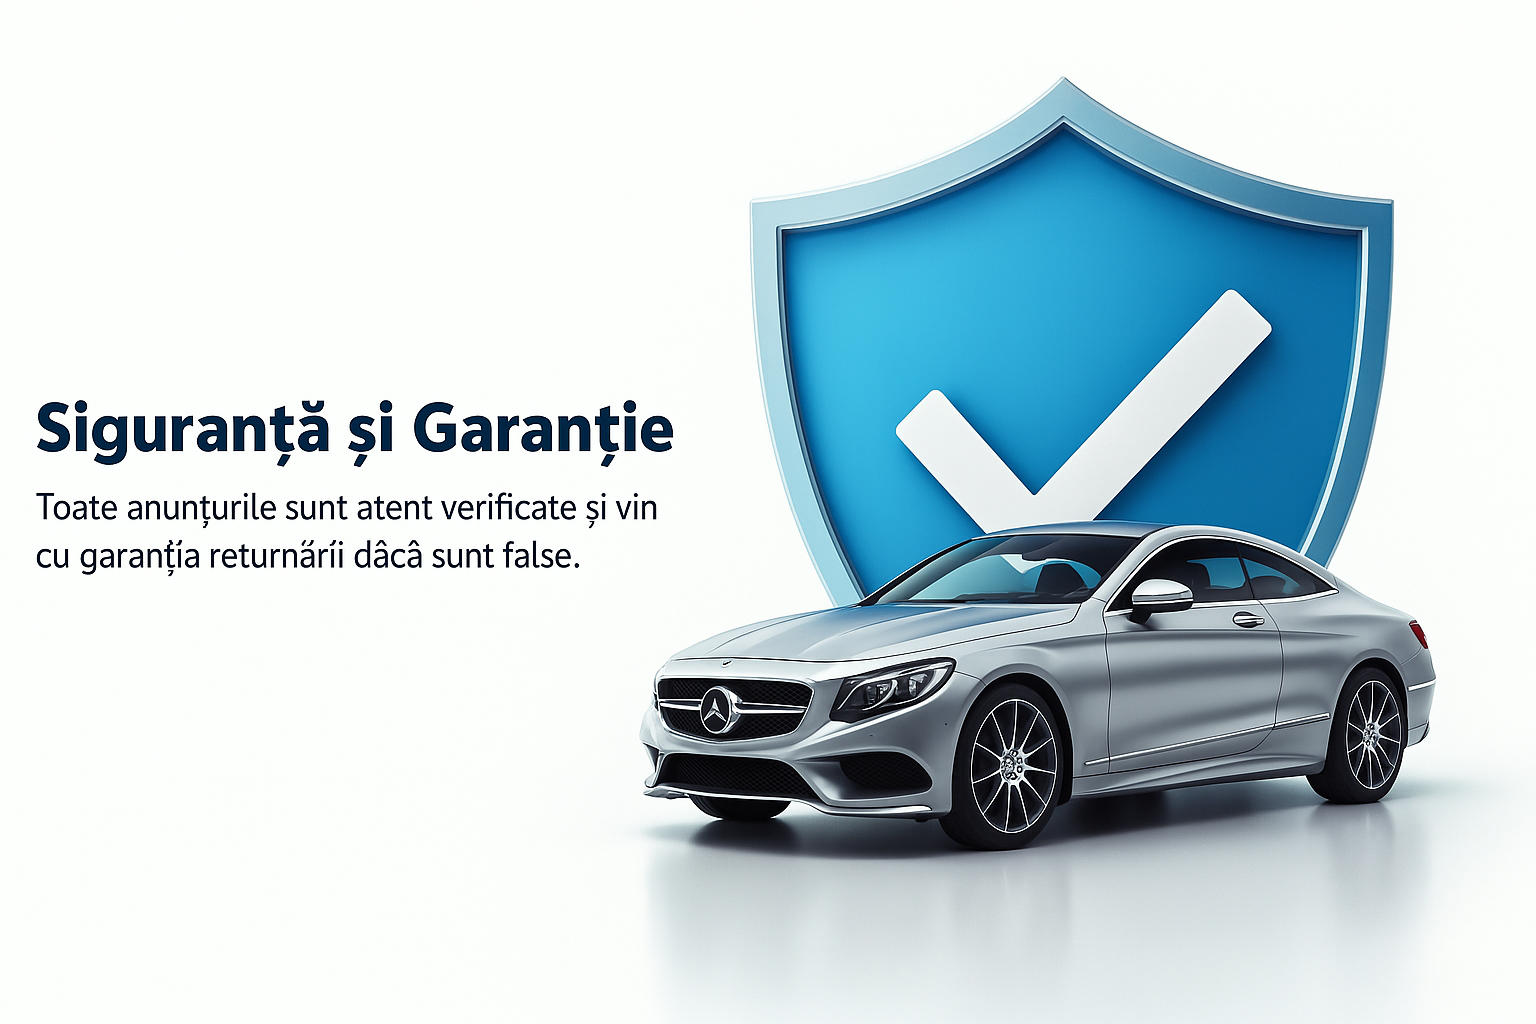 Siguranță și Garanție
Toate anunțurile sunt atent verificate și vin
cu garanția returnării dâcâ sunt false.